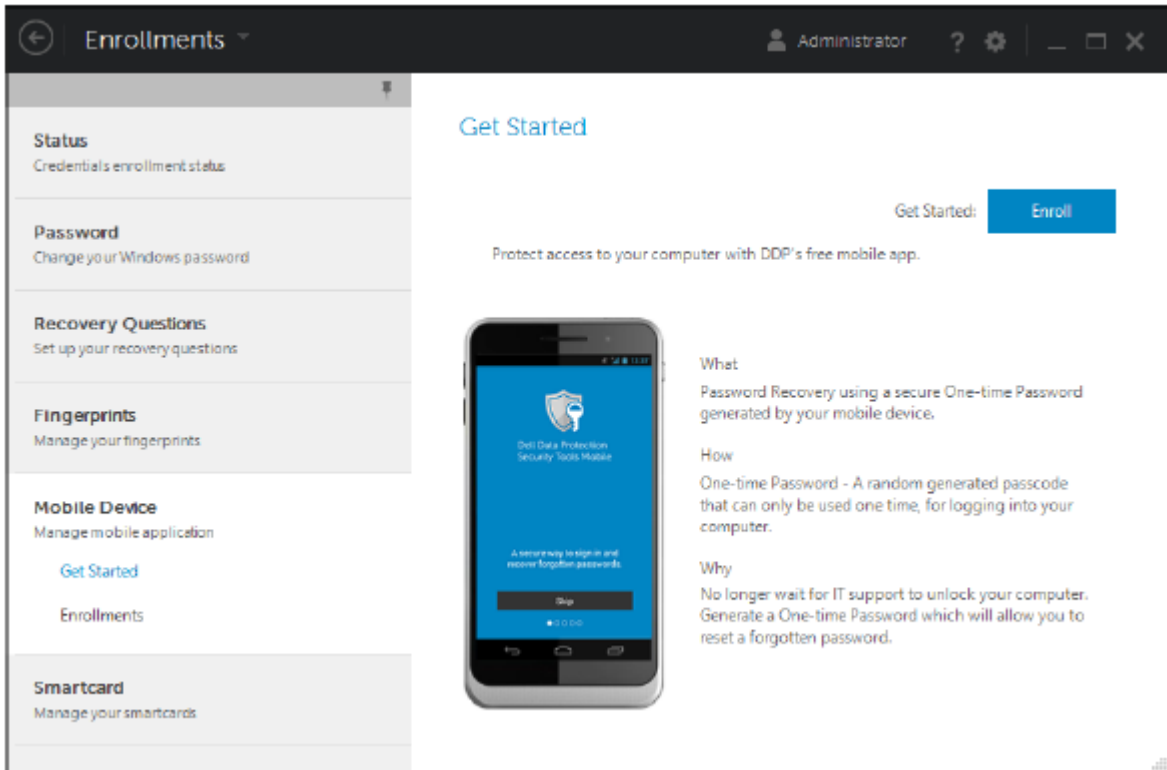 Enrollments
Administrator
?
Status
Credentials enrollment status
Password
Change your Windows password
Recovery Questions
Set up your recovery questions
Fingerprints
Manage your fingerprints
Mobile Device
Manage mobile application
Get Started
Enrollments
Smartcard
Manage your smartcards
Get Started
Get Started:
Enroll
Protect access to your computer with DDP's free mobile app.
Dell Data Protection
Security Tools Mobile
A secure way to sign in and
recover forgotten passwords.
Skip
What
Password Recovery using a secure One-time Password
generated by your mobile device.
How
One-time Password - A random generated passcode
that can only be used one time, for logging into your
computer.
Why
No longer wait for IT support to unlock your computer.
Generate a One-time Password which will allow you to
reset a forgotten password.